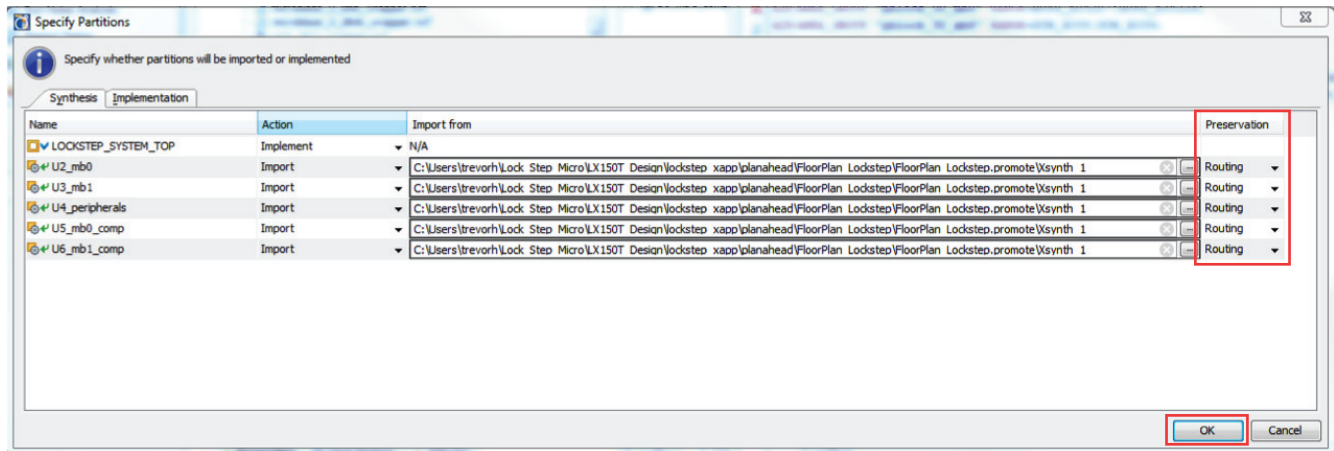 Specify Partitions
Specify whether partitions will be imported or implemented
Synthesis Implementation
Name Action Import from Preservation
LOCKSTEP_SYSTEM_TOP Implement N/A
U2_mb0 Import C:\Users\trevorh\Lock_Step_Micro\LX150T_Design\lockstep_xapp\planahead\FloorPlan_Lockstep\FloorPlan_Lockstep.promote\Xsynth_1 Routing
U3_mb1 Import C:\Users\trevorh\Lock_Step_Micro\LX150T_Design\lockstep_xapp\planahead\FloorPlan_Lockstep\FloorPlan_Lockstep.promote\Xsynth_1 Routing
U4_peripherals Import C:\Users\trevorh\Lock_Step_Micro\LX150T_Design\lockstep_xapp\planahead\FloorPlan_Lockstep\FloorPlan_Lockstep.promote\Xsynth_1 Routing
U5_mb0_comp Import C:\Users\trevorh\Lock_Step_Micro\LX150T_Design\lockstep_xapp\planahead\FloorPlan_Lockstep\FloorPlan_Lockstep.promote\Xsynth_1 Routing
U6_mb1_comp Import C:\Users\trevorh\Lock_Step_Micro\LX150T_Design\lockstep_xapp\planahead\FloorPlan_Lockstep\FloorPlan_Lockstep.promote\Xsynth_1 Routing
OK Cancel